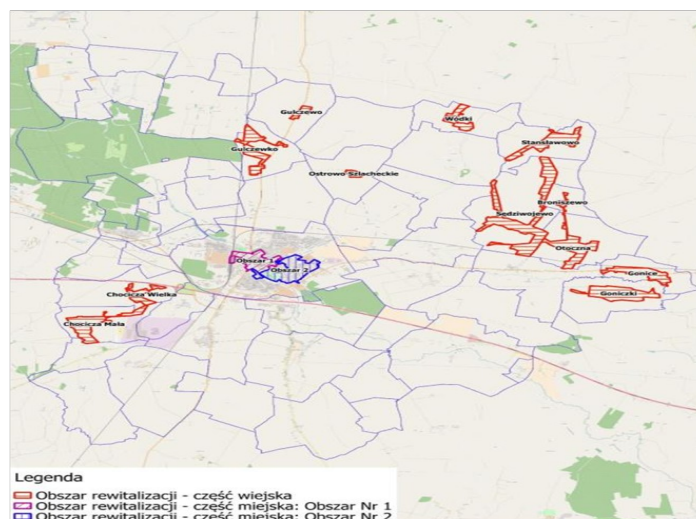 Gulczewo
Wódki
Stanisławowo
Gulczewko
Ostrowo Szlacheckie
Broniszewo
Sędziwojewo
Otoczna
Obszar 1
Obszar 2
Gonice
Goniczki
Chocicza Wielka
Chocicza Mała
Legenda
Obszar rewitalizacji - część wiejska
Obszar rewitalizacji - część miejska: Obszar Nr 1
Obszar rewitalizacji - część miejska: Obszar Nr 2